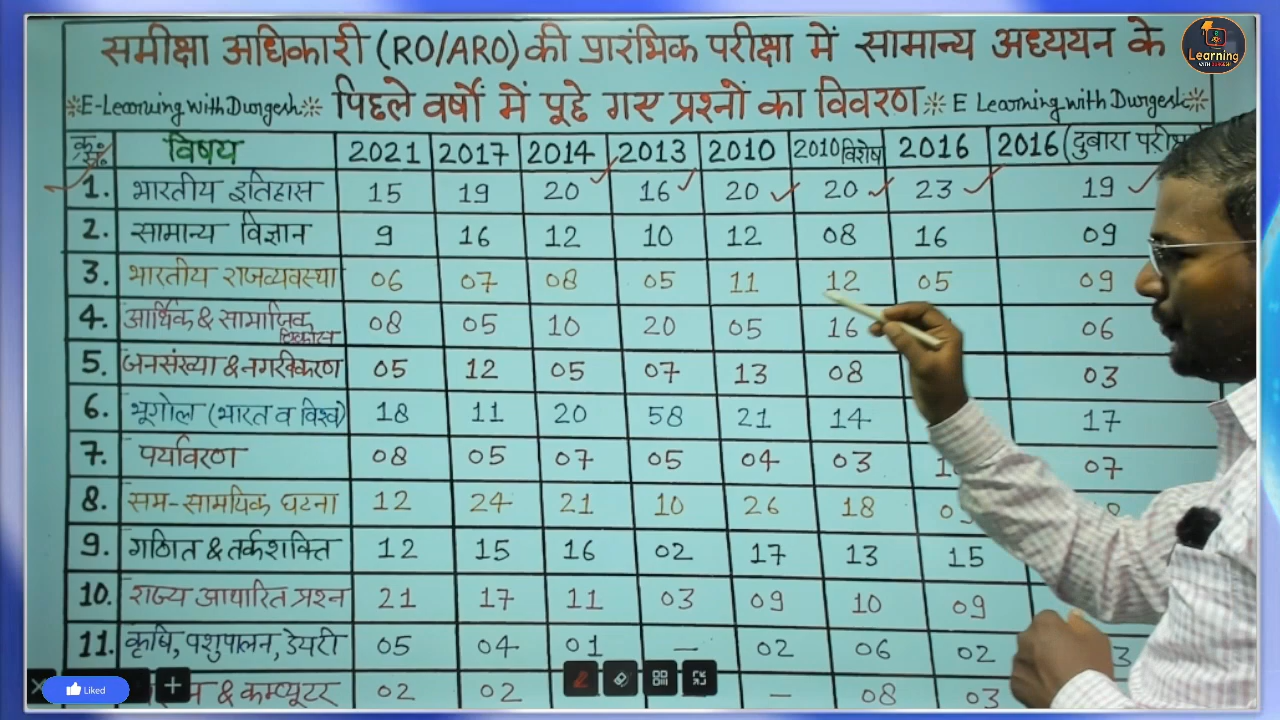 समीक्षा अधिकारी (RO/ARO) की प्रारंभिक परीक्षा में सामान्य अध्ययन के
E-Learning with Durgesh पिछले वर्षों में पूछे गए प्रश्नों का विवरण E Learning with Durgesh
Learning
WITH DURGESH
क्र. सं. विषय 2021 2017 2014 2013 2010 2010 विशेष 2016 2016 (दुबारा परीक्षा
1. भारतीय इतिहास 15 19 20 16 20 20 23 19
2. सामान्य विज्ञान 9 16 12 10 12 08 16 09
3. भारतीय राजव्यवस्था 06 07 08 05 11 12 05 09
4. आर्थिक & सामाजिक विकास 08 05 10 20 05 16 06
5. जनसंख्या & नगरीकरण 05 12 05 07 13 08 03
6. भूगोल (भारत व विश्व) 18 11 20 58 21 14 17
7. पर्यावरण 08 05 07 05 04 03 07
8. सम-सामयिक घटना 12 24 21 10 26 18
9. गणित & तर्कशक्ति 12 15 16 02 17 13 15
10. राज्य आधारित प्रश्न 21 17 11 03 09 10 09
11. कृषि, पशुपालन, डेयरी 05 04 01 — 02 06 02
& कम्प्यूटर 02 02 — 08 03
Liked